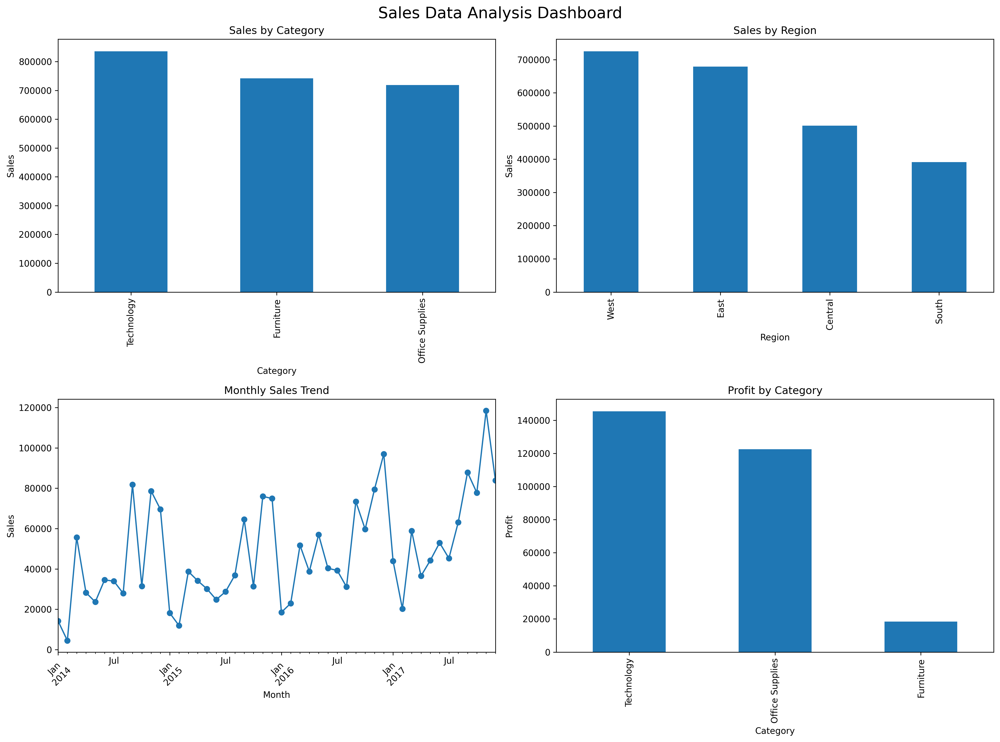 Sales Data Analysis Dashboard
Sales by Category
800000
700000
600000
500000
400000
300000
200000
100000
0
Sales
Technology
Furniture
Office Supplies
Category
Sales by Region
700000
600000
500000
400000
300000
200000
100000
0
Sales
West
East
Central
South
Region
Monthly Sales Trend
120000
100000
80000
60000
40000
20000
0
Sales
Jan
2014
Jul
Jan
2015
Jul
Jan
2016
Jul
Jan
2017
Jul
Month
Profit by Category
140000
120000
100000
80000
60000
40000
20000
0
Profit
Technology
Office Supplies
Furniture
Category